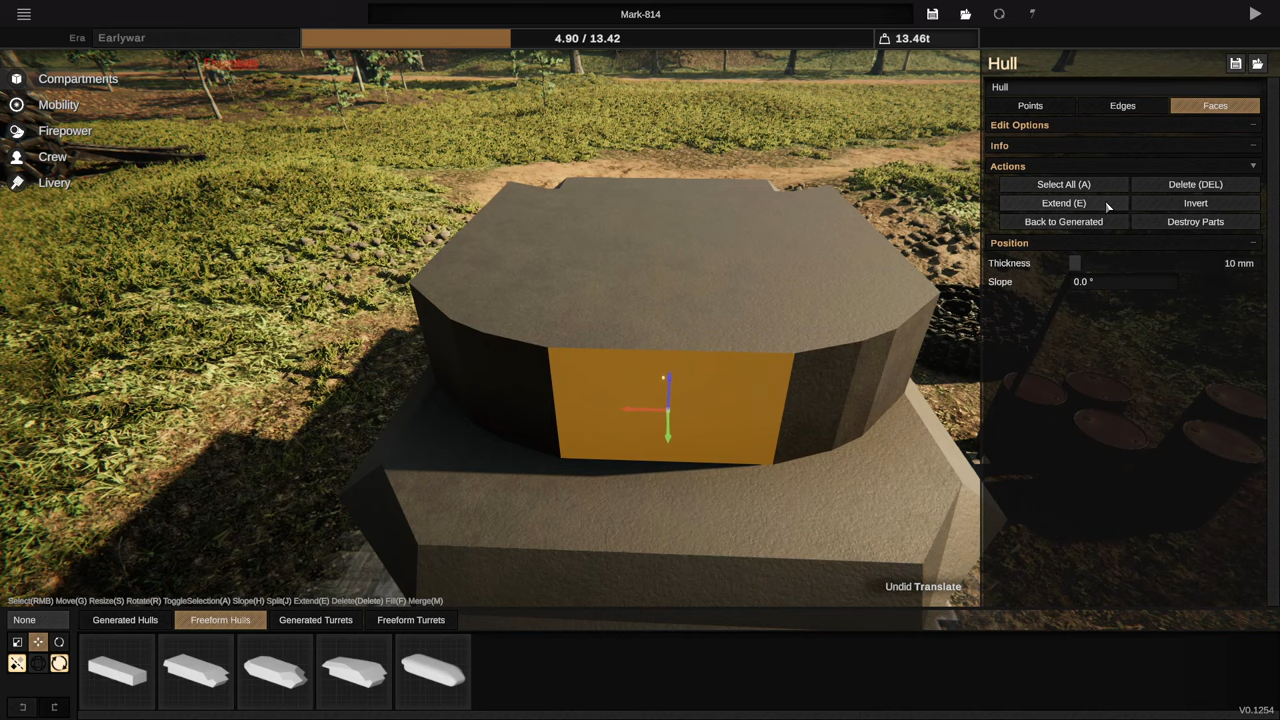 Mark-814
Era Earlywar 4.90 / 13.42 13.46t
Hull
Compartments
Mobility
Firepower
Crew
Livery
Hull
Points Edges Faces
Edit Options
Info
Actions
Select All (A) Delete (DEL)
Extend (E) Invert
Back to Generated Destroy Parts
Position
Thickness 10 mm
Slope 0.0 °
Undid Translate
Select(RMB) Move(G) Resize(S) Rotate(R) ToggleSelection(A) Slope(H) Split(J) Extend(E) Delete(Delete) Fill(F) Merge(M)
None Generated Hulls Freeform Hulls Generated Turrets Freeform Turrets
V0.1254